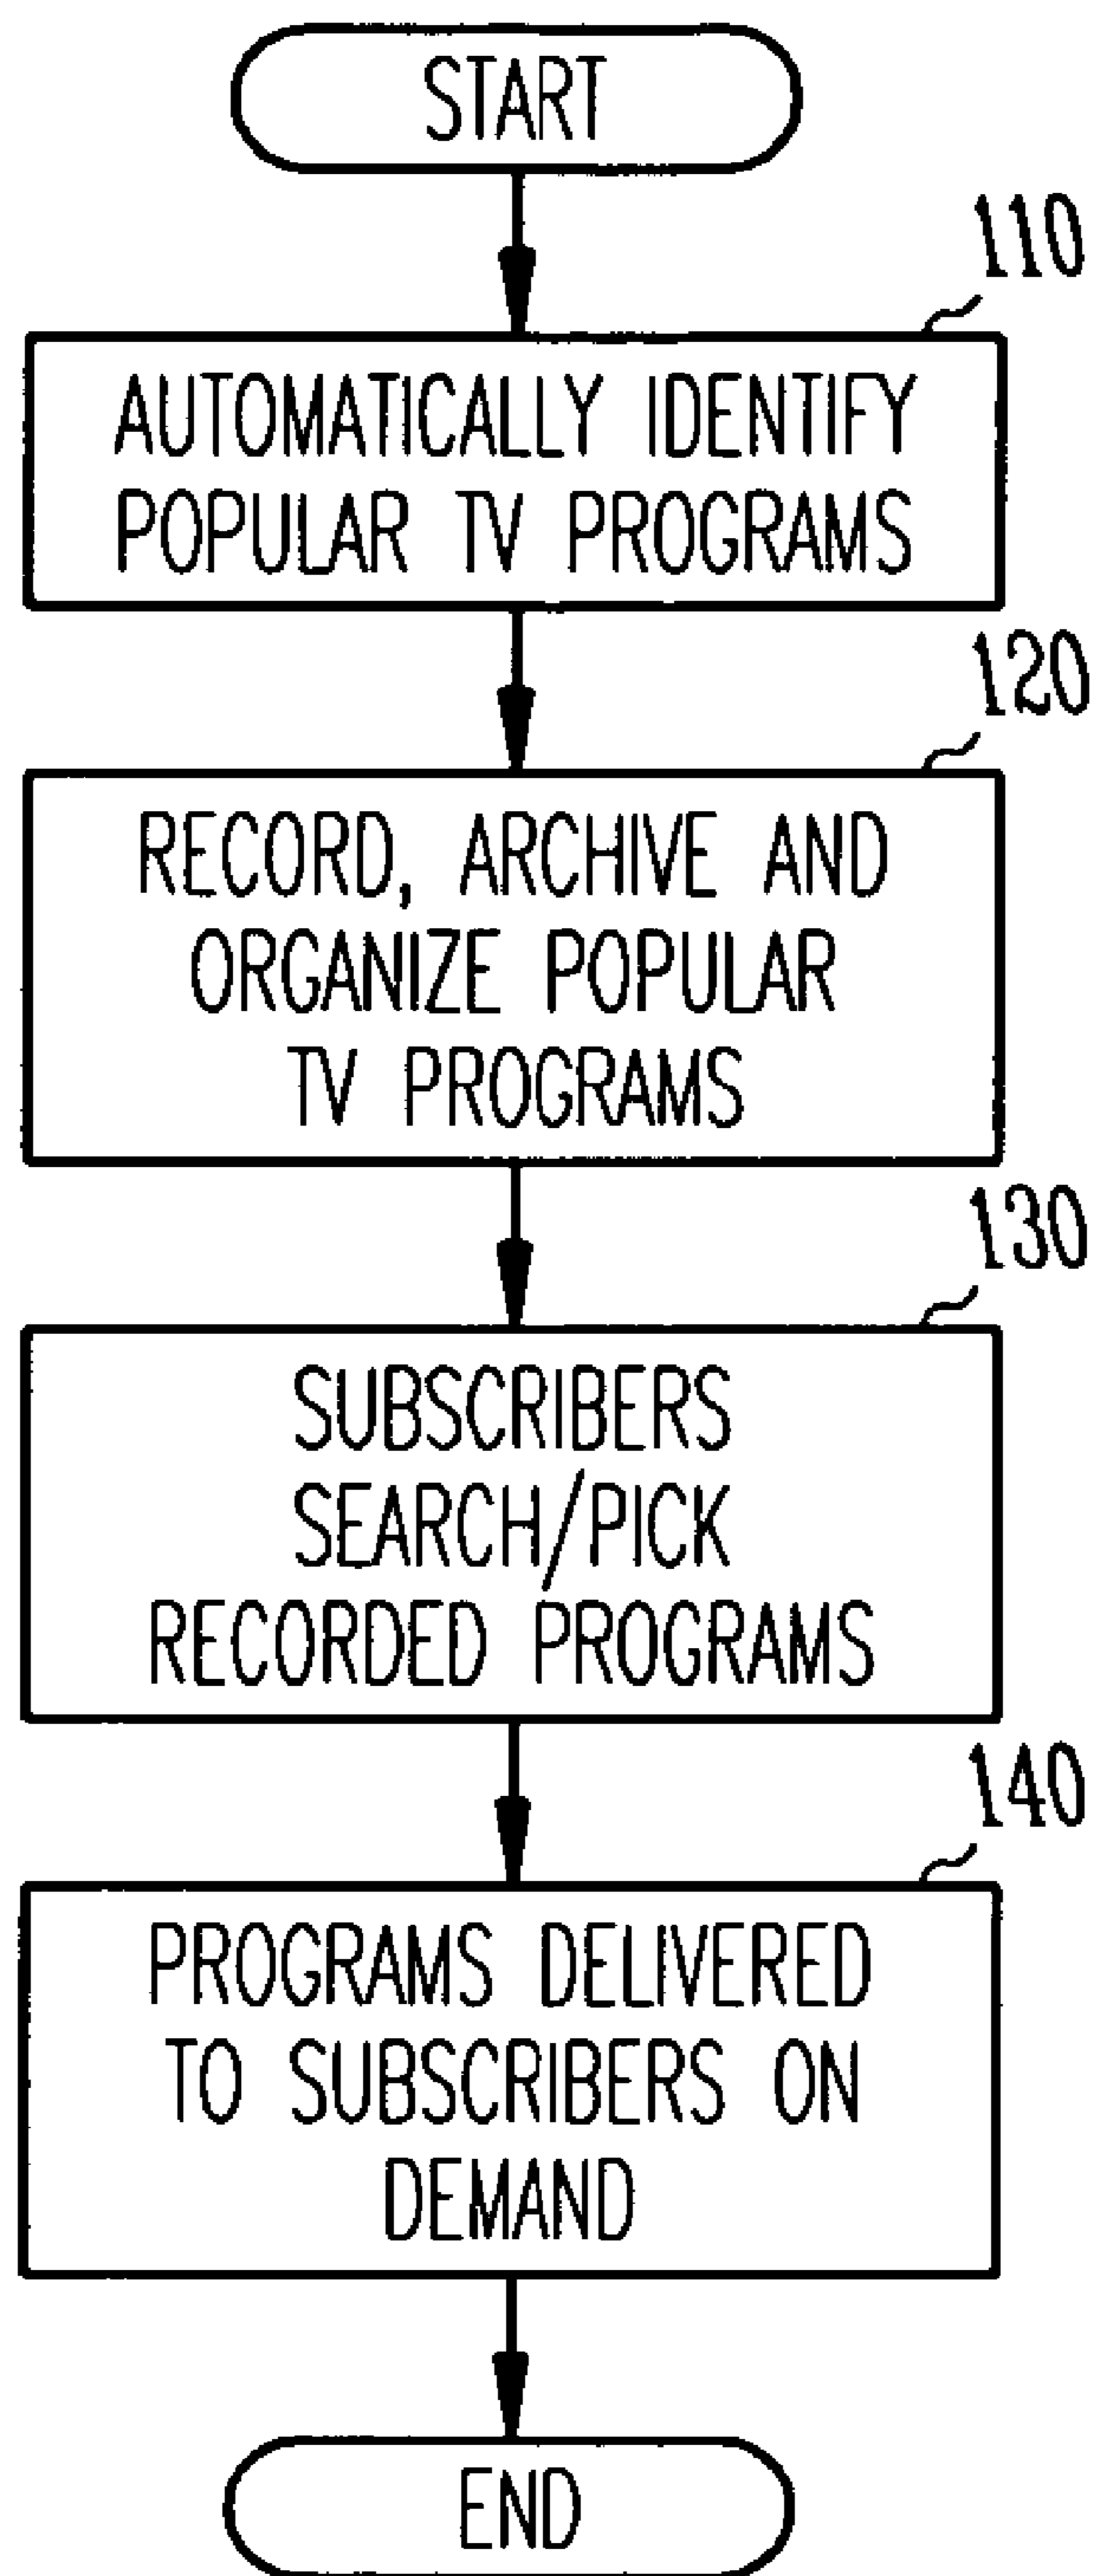 START
110
AUTOMATICALLY IDENTIFY
POPULAR TV PROGRAMS
120
RECORD, ARCHIVE AND
ORGANIZE POPULAR
TV PROGRAMS
130
SUBSCRIBERS
SEARCH/PICK
RECORDED PROGRAMS
140
PROGRAMS DELIVERED
TO SUBSCRIBERS ON
DEMAND
END